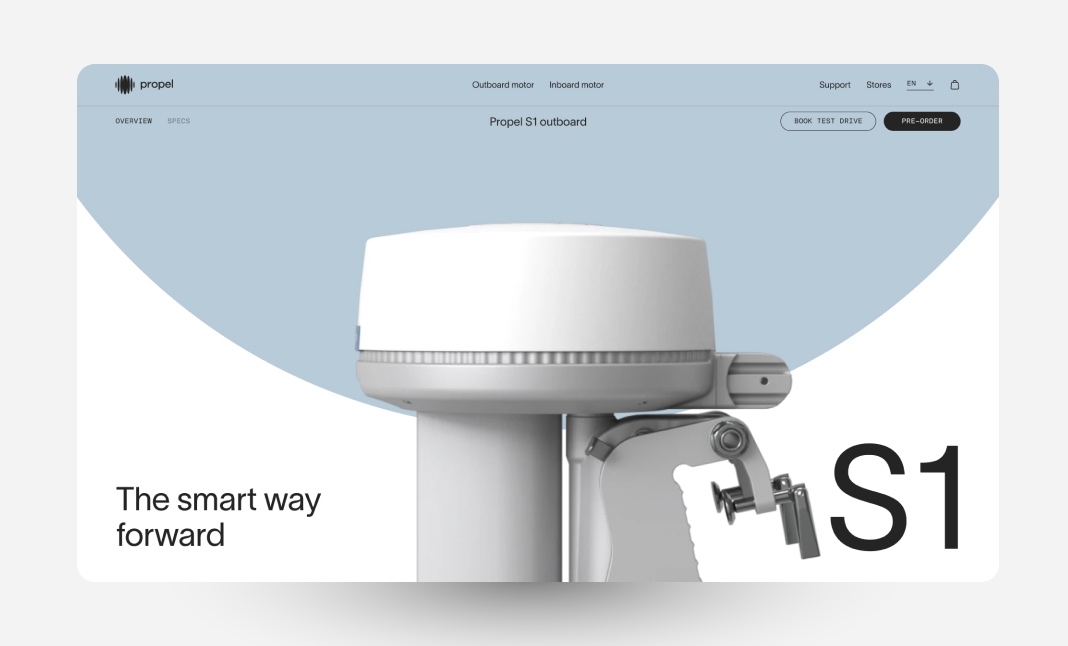 propel
Outboard motor
Inboard motor
Support
Stores
EN
OVERVIEW
SPECS
Propel S1 outboard
BOOK TEST DRIVE
PRE-ORDER
The smart way
forward
S1